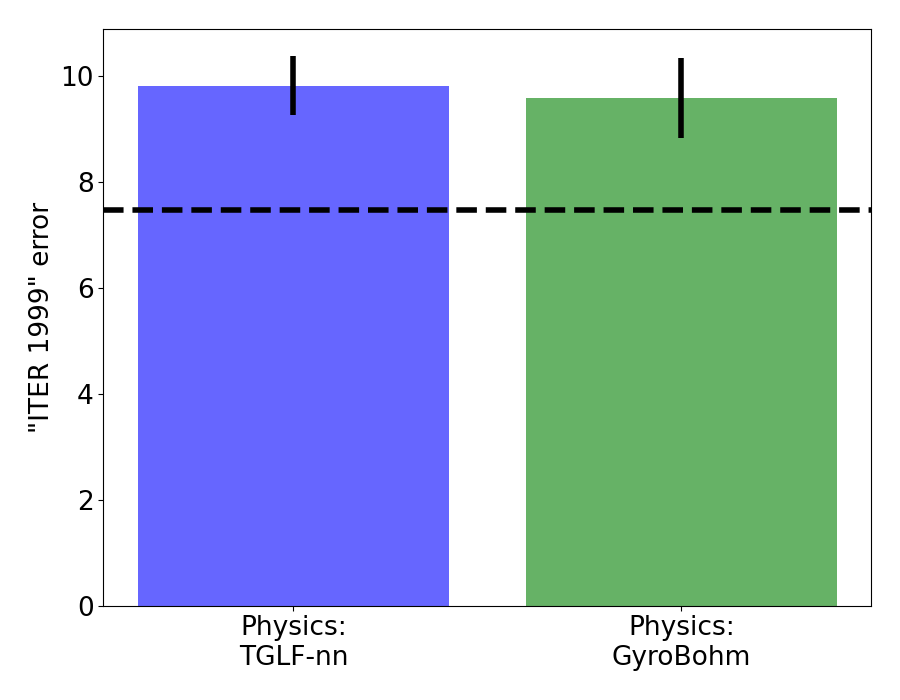 10
8
6
4
2
0
"ITER 1999" error
Physics:
TGLF-nn
Physics:
GyroBohm